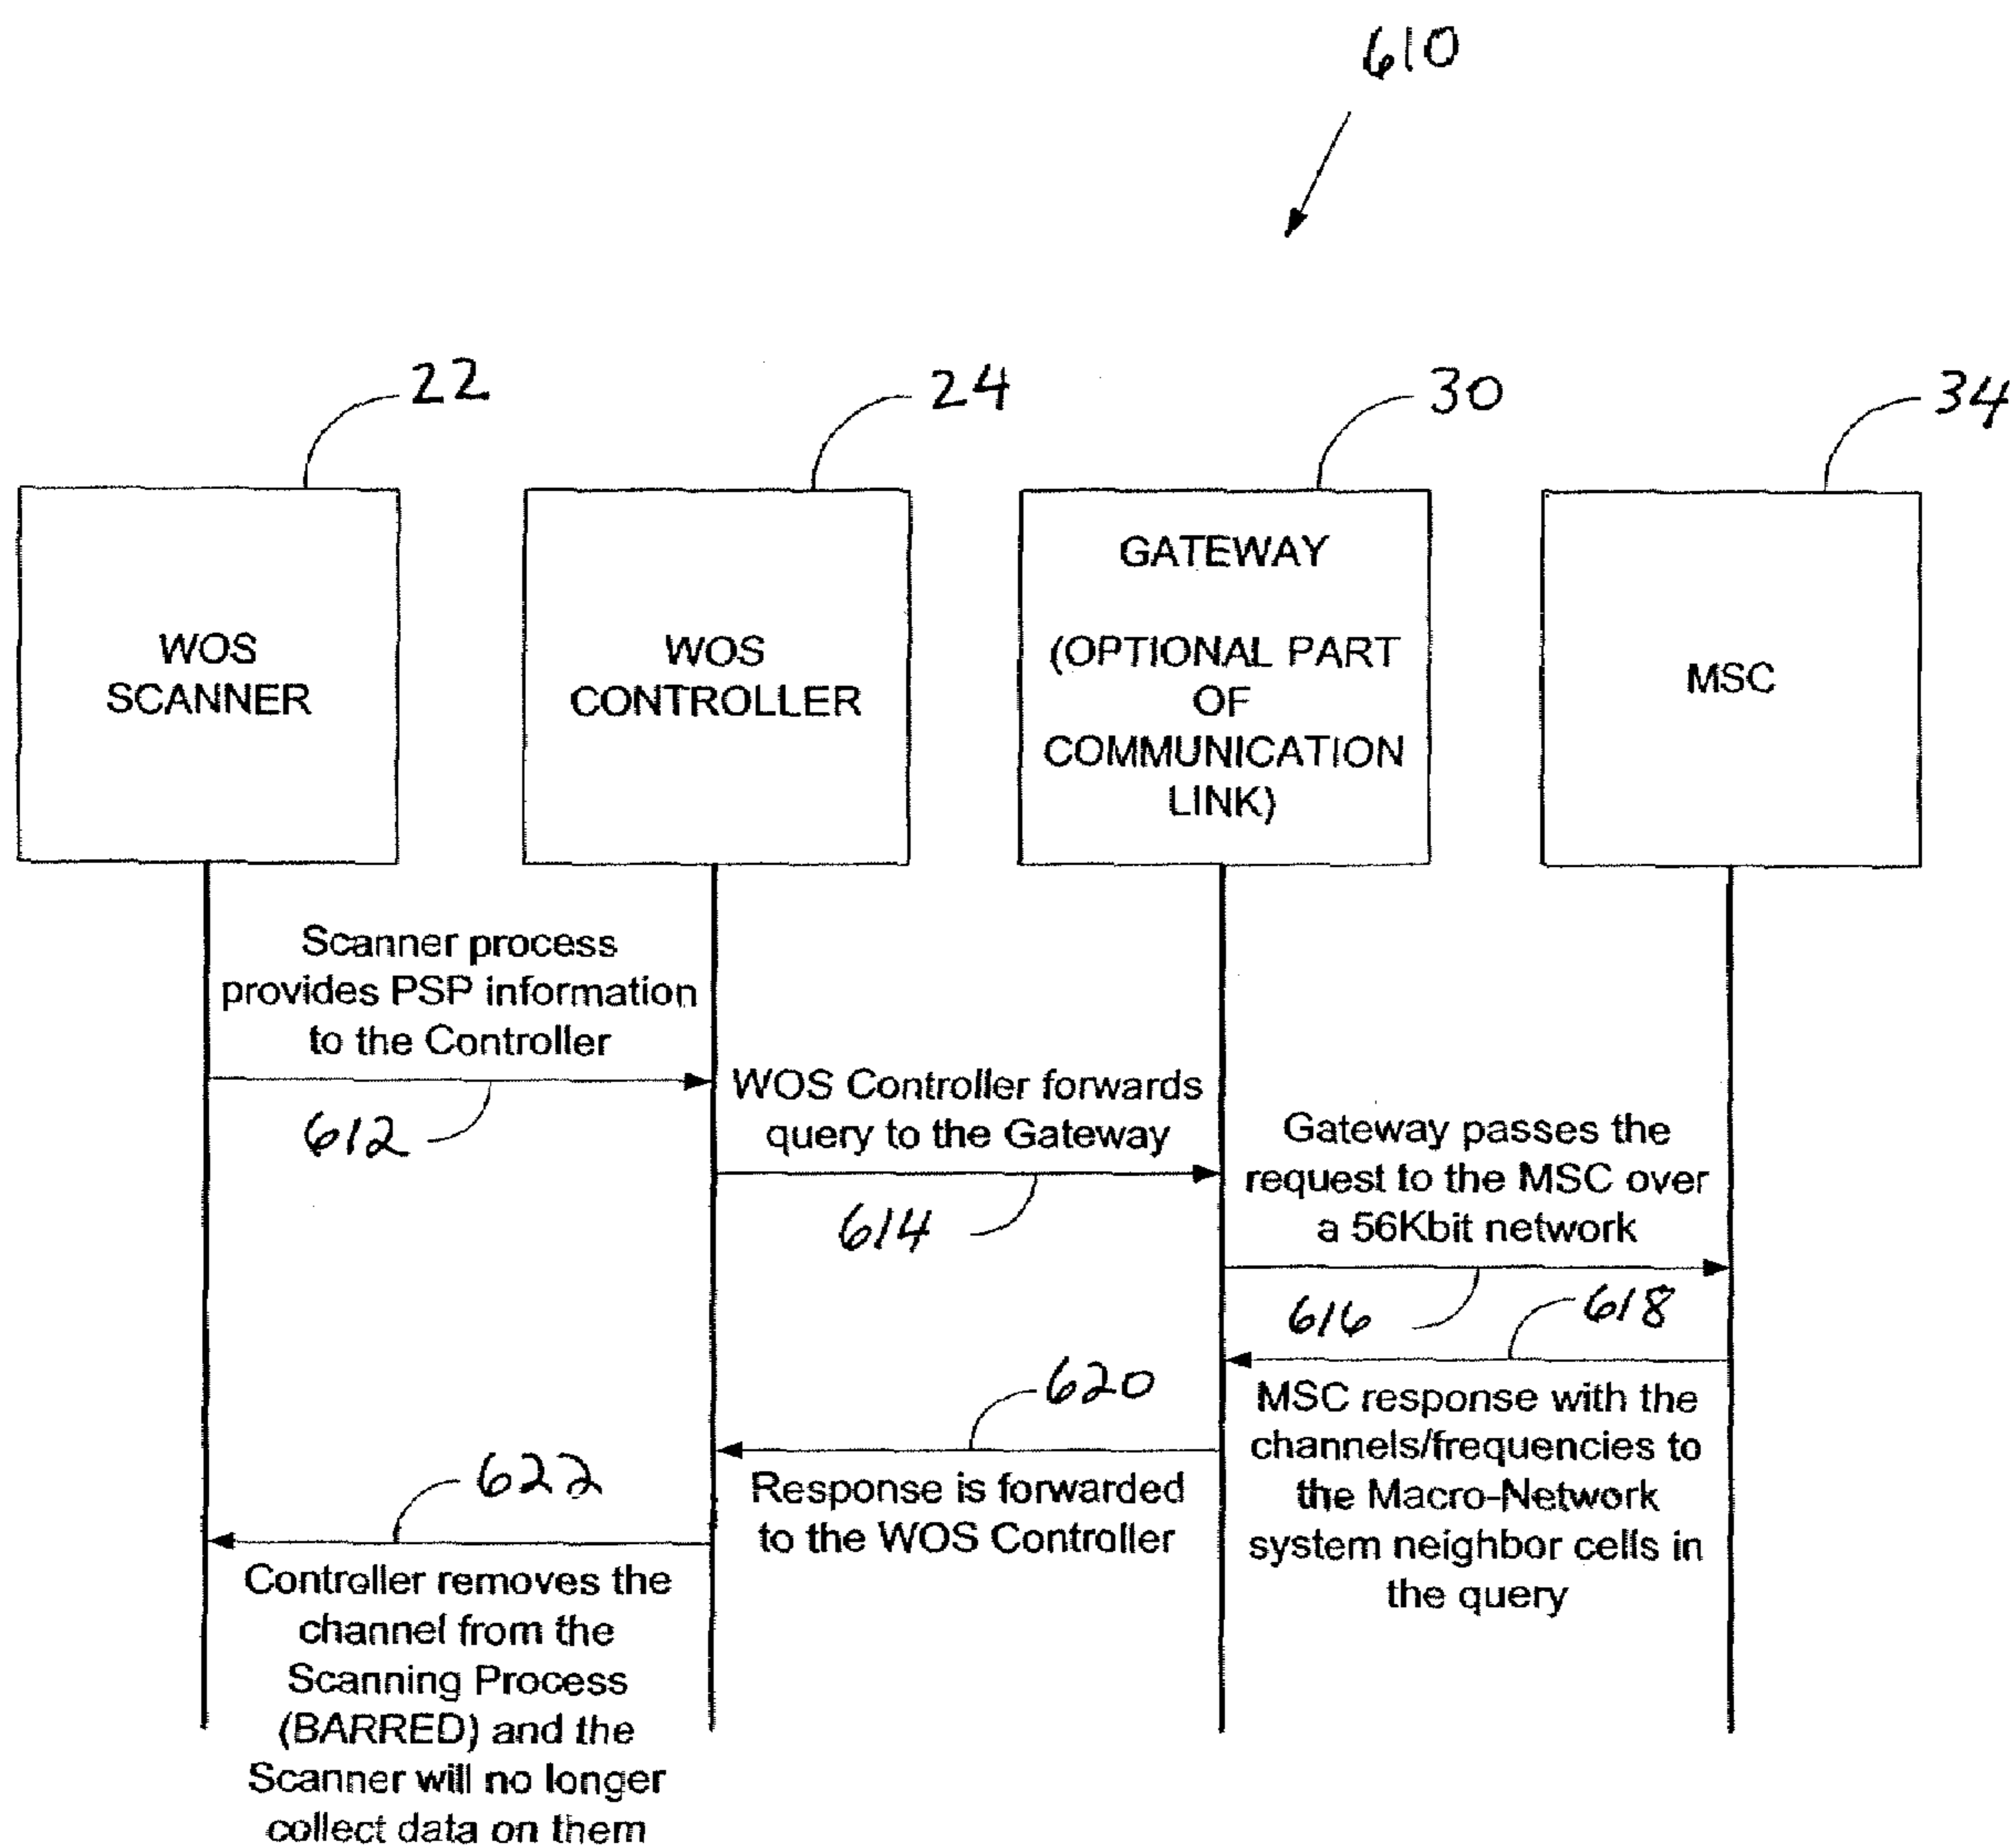 610
22
24
30
34
WOS
SCANNER
WOS
CONTROLLER
GATEWAY
(OPTIONAL PART
OF
COMMUNICATION
LINK)
MSC
Scanner process
provides PSP information
to the Controller
612
WOS Controller forwards
query to the Gateway
614
Gateway passes the
request to the MSC over
a 56Kbit network
616
618
MSC response with the
channels/frequencies to
the Macro-Network
system neighbor cells in
the query
620
Response is forwarded
to the WOS Controller
622
Controller removes the
channel from the
Scanning Process
(BARRED) and the
Scanner will no longer
collect data on them